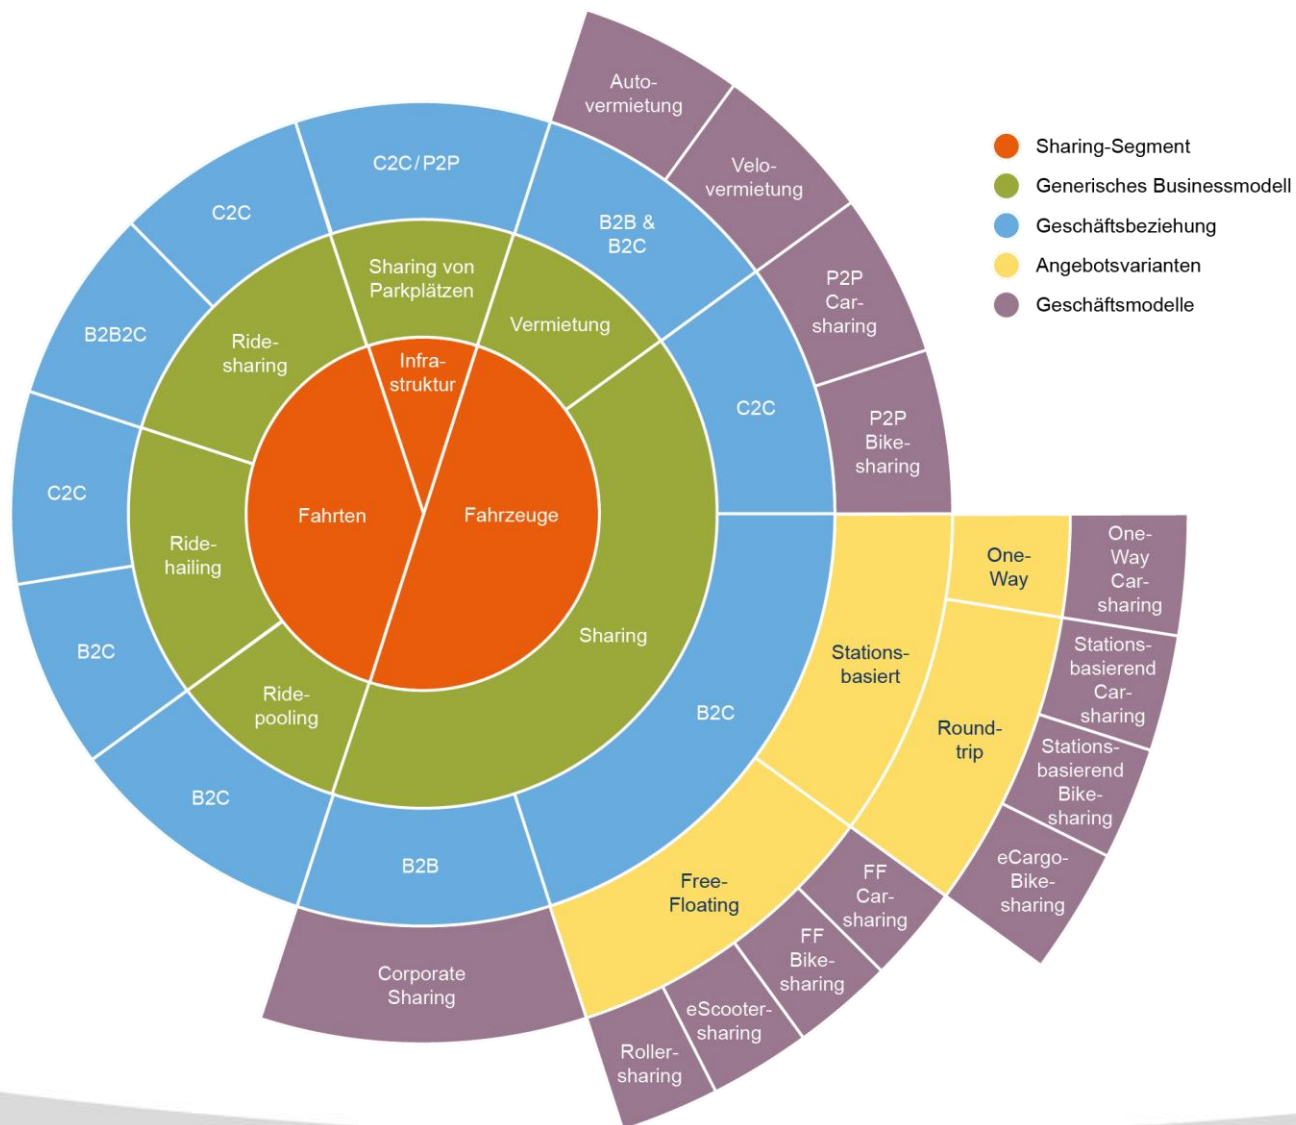 Auto-
vermietung
Velo-
vermietung
P2P
Car-
sharing
P2P
Bike-
sharing
C2C/P2P
C2C
B2B2C
C2C
B2C
B2C
B2B
B2C
C2C
B2B &
B2C
Sharing von
Parkplätzen
Vermietung
Ride-
sharing
Ride-
hailing
Ride-
pooling
Sharing
Infra-
struktur
Fahrten
Fahrzeuge
Stations-
basiert
Free-
Floating
One-
Way
Round-
trip
One-
Way
Car-
sharing
Stations-
basierend
Car-
sharing
Stations-
basierend
Bike-
sharing
eCargo-
Bike-
sharing
FF
Car-
sharing
FF
Bike-
sharing
eScooter-
sharing
Roller-
sharing
Corporate
Sharing
Sharing-Segment
Generisches Businessmodell
Geschäftsbeziehung
Angebotsvarianten
Geschäftsmodelle